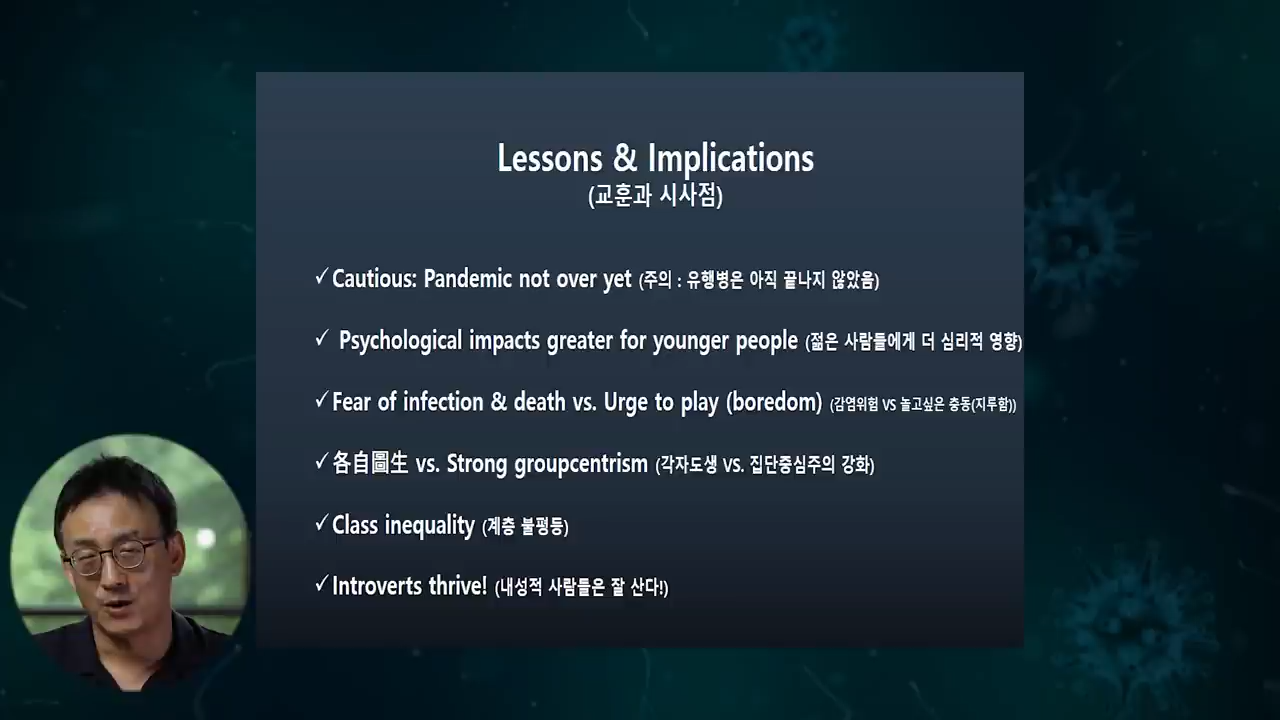 Lessons & Implications
(교훈과 시사점)
✓Cautious: Pandemic not over yet (주의 : 유행병은 아직 끝나지 않았음)
✓ Psychological impacts greater for younger people (젊은 사람들에게 더 심리적 영향)
✓Fear of infection & death vs. Urge to play (boredom) (감염위험 VS 놀고싶은 충동(지루함))
✓各自圖生 vs. Strong groupcentrism (각자도생 VS. 집단중심주의 강화)
✓Class inequality (계층 불평등)
✓Introverts thrive! (내성적 사람들은 잘 산다!)